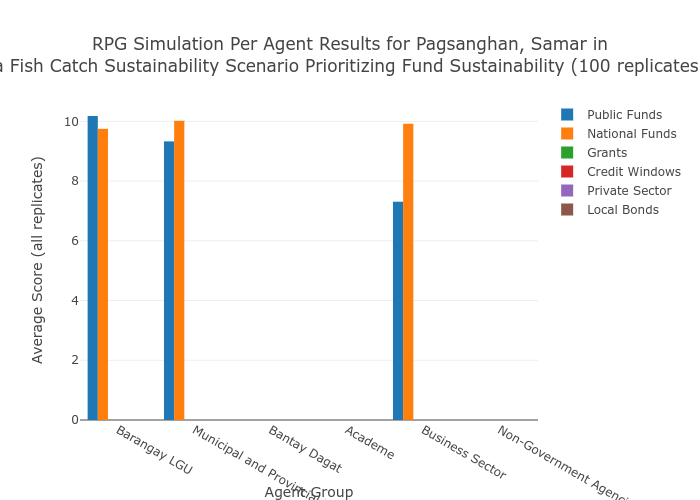 RPG Simulation Per Agent Results for Pagsanghan, Samar in
a Fish Catch Sustainability Scenario Prioritizing Fund Sustainability (100 replicates
Average Score (all replicates)
10
8
6
4
2
0
Barangay LGU
Municipal and Provincial
Bantay Dagat
Academe
Business Sector
Non-Government Agenci
Agent Group
Public Funds
National Funds
Grants
Credit Windows
Private Sector
Local Bonds